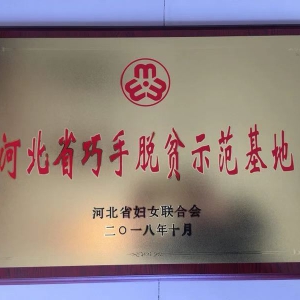 河北省巧手脱贫示范基地
河北省妇女联合会
二〇一八年十月